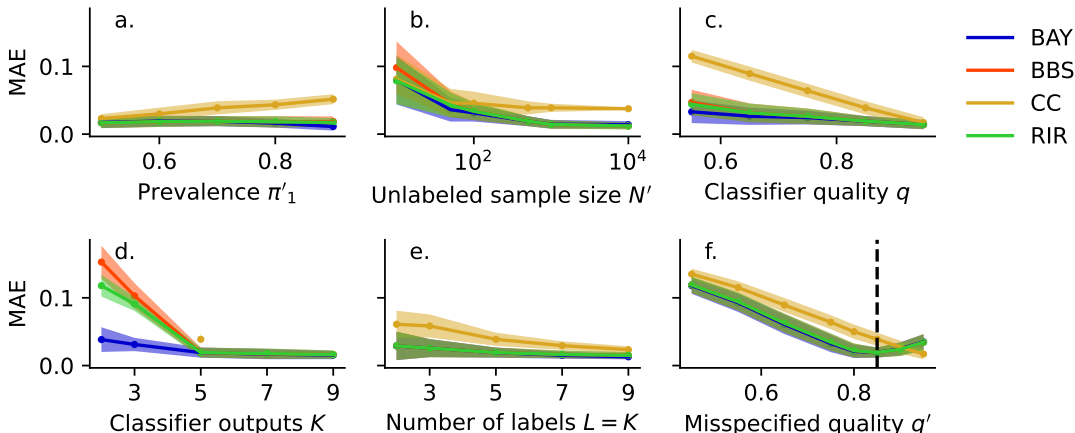 a.
b.
c.
MAE
0.1
0.0
0.6
0.8
10²
10⁴
0.6
0.8
Prevalence π′₁
Unlabeled sample size N′
Classifier quality q
BAY
BBS
CC
RIR
d.
e.
f.
MAE
0.1
0.0
3
5
7
9
3
5
7
9
0.6
0.8
Classifier outputs K
Number of labels L = K
Misspecified quality q′